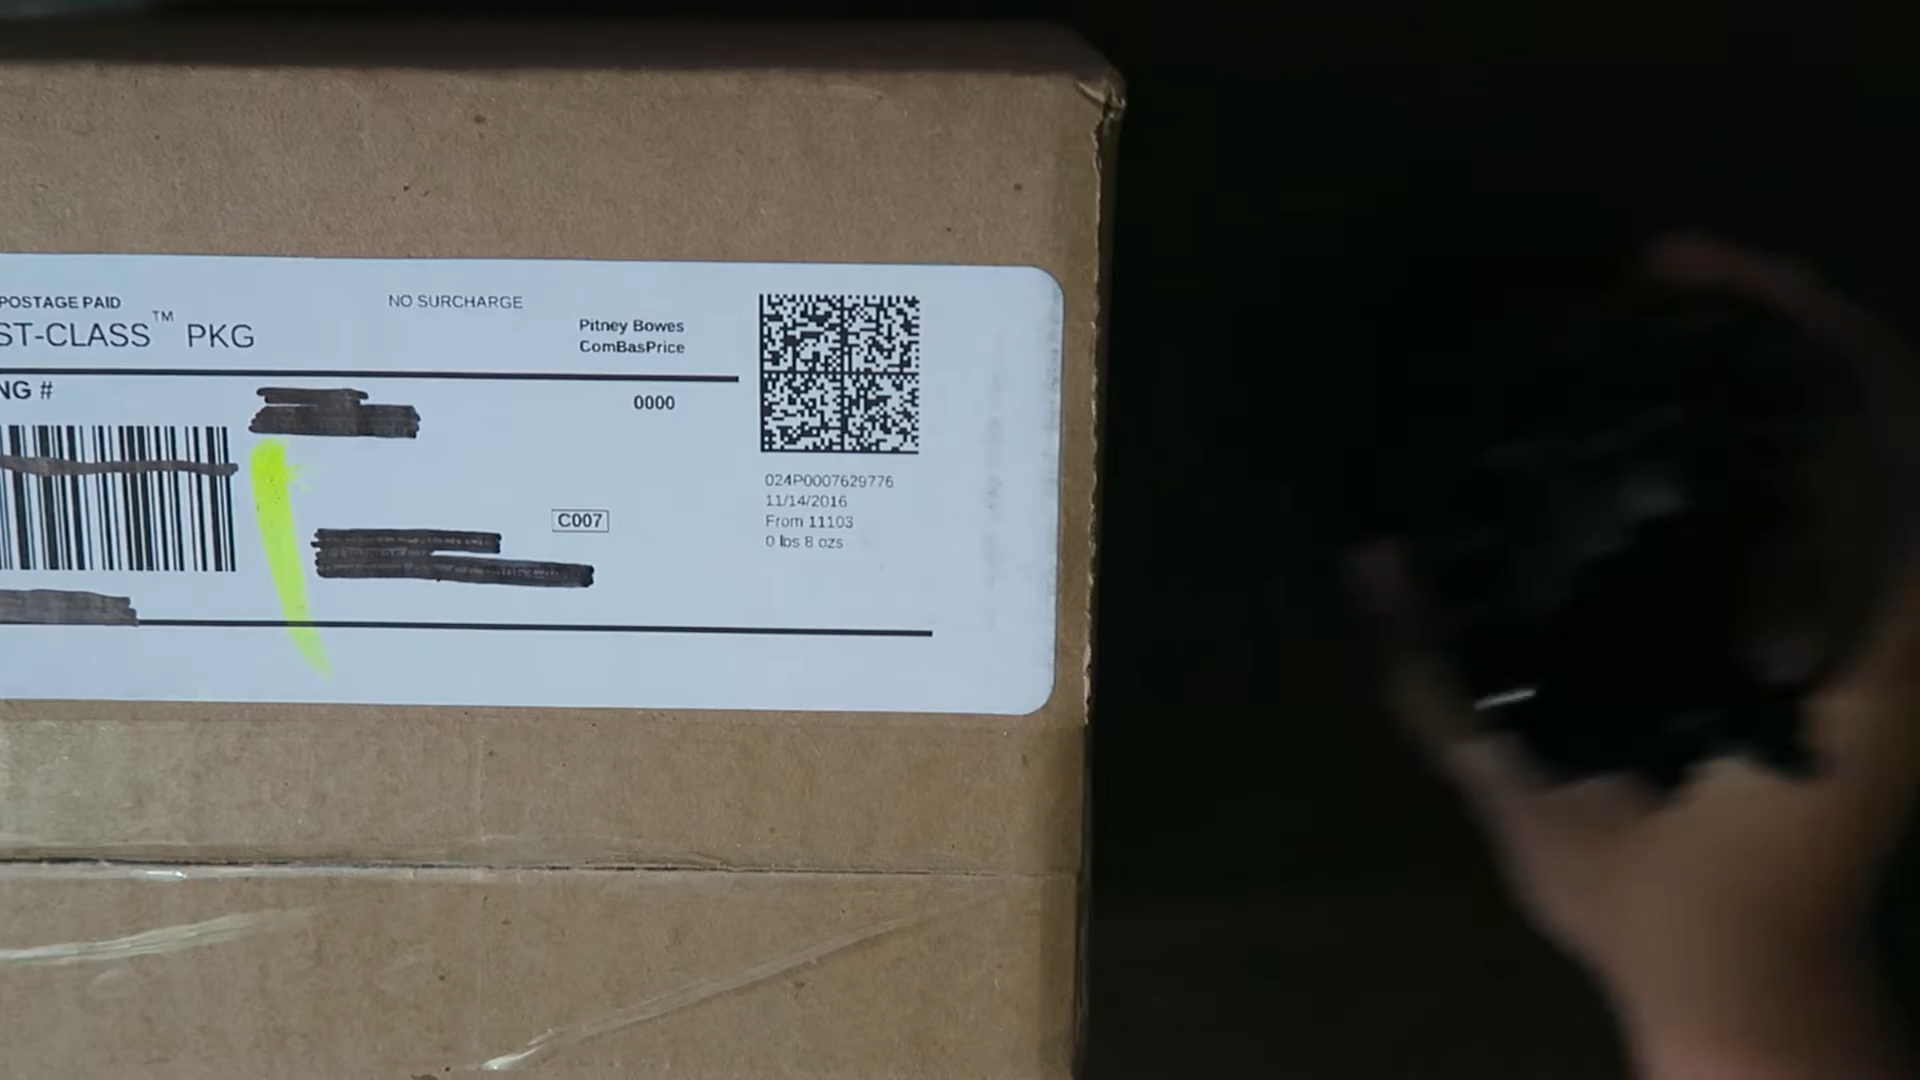 POSTAGE PAID
NO SURCHARGE
ST-CLASS™ PKG
Pitney Bowes
ComBasPrice
NG #
0000
C007
024P0007629776
11/14/2016
From 11103
0 lbs 8 ozs